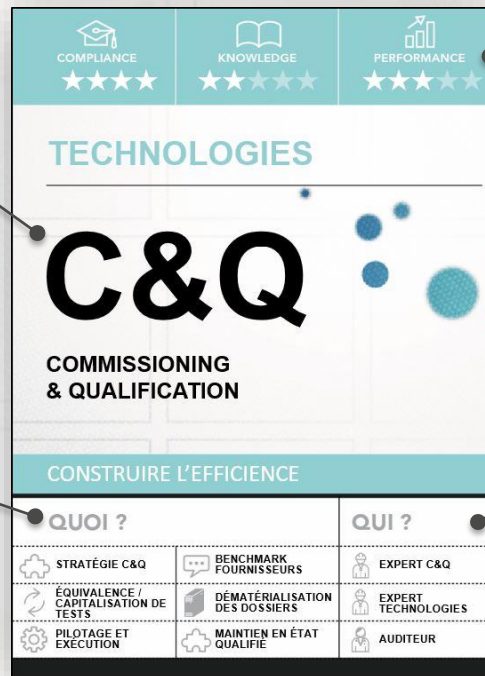 COMPLIANCE
KNOWLEDGE
PERFORMANCE
TECHNOLOGIES
C&Q
COMMISSIONING
& QUALIFICATION
CONSTRUIRE L'EFFICIENCE
QUOI ?
QUI ?
STRATÉGIE C&Q
BENCHMARK
FOURNISSEURS
EXPERT C&Q
ÉQUIVALENCE /
CAPITALISATION DE
TESTS
DÉMATÉRIALISATION
DES DOSSIERS
EXPERT
TECHNOLOGIES
PILOTAGE ET
EXÉCUTION
MAINTIEN EN ÉTAT
QUALIFIÉ
AUDITEUR